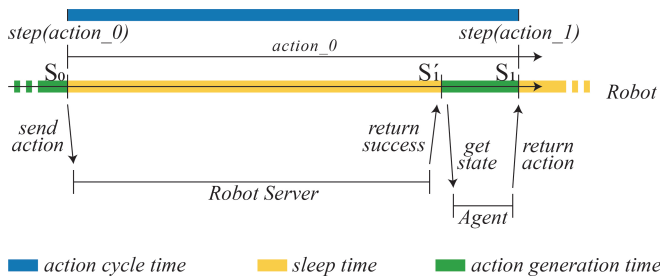 step(action_0)
step(action_1)
action_0
S₀
S′₁
S₁
Robot
send
action
return
success
get
state
return
action
Robot Server
Agent
action cycle time
sleep time
action generation time